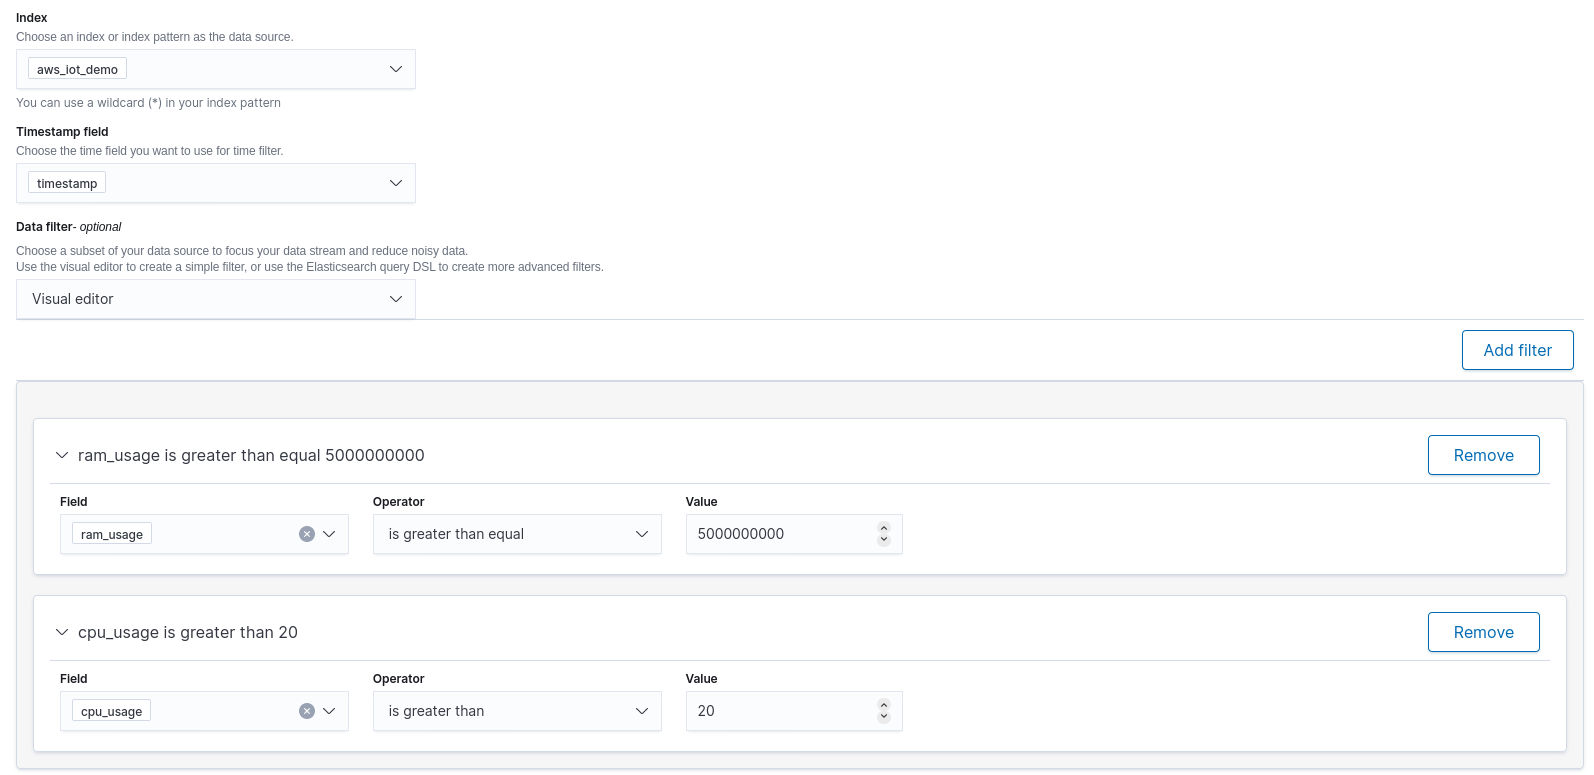 Index
Choose an index or index pattern as the data source.
aws_iot_demo
You can use a wildcard (*) in your index pattern
Timestamp field
Choose the time field you want to use for time filter.
timestamp
Data filter- optional
Choose a subset of your data source to focus your data stream and reduce noisy data.
Use the visual editor to create a simple filter, or use the Elasticsearch query DSL to create more advanced filters.
Visual editor
Add filter
ram_usage is greater than equal 5000000000
Remove
Field Operator Value
ram_usage is greater than equal 5000000000
cpu_usage is greater than 20
Remove
Field Operator Value
cpu_usage is greater than 20